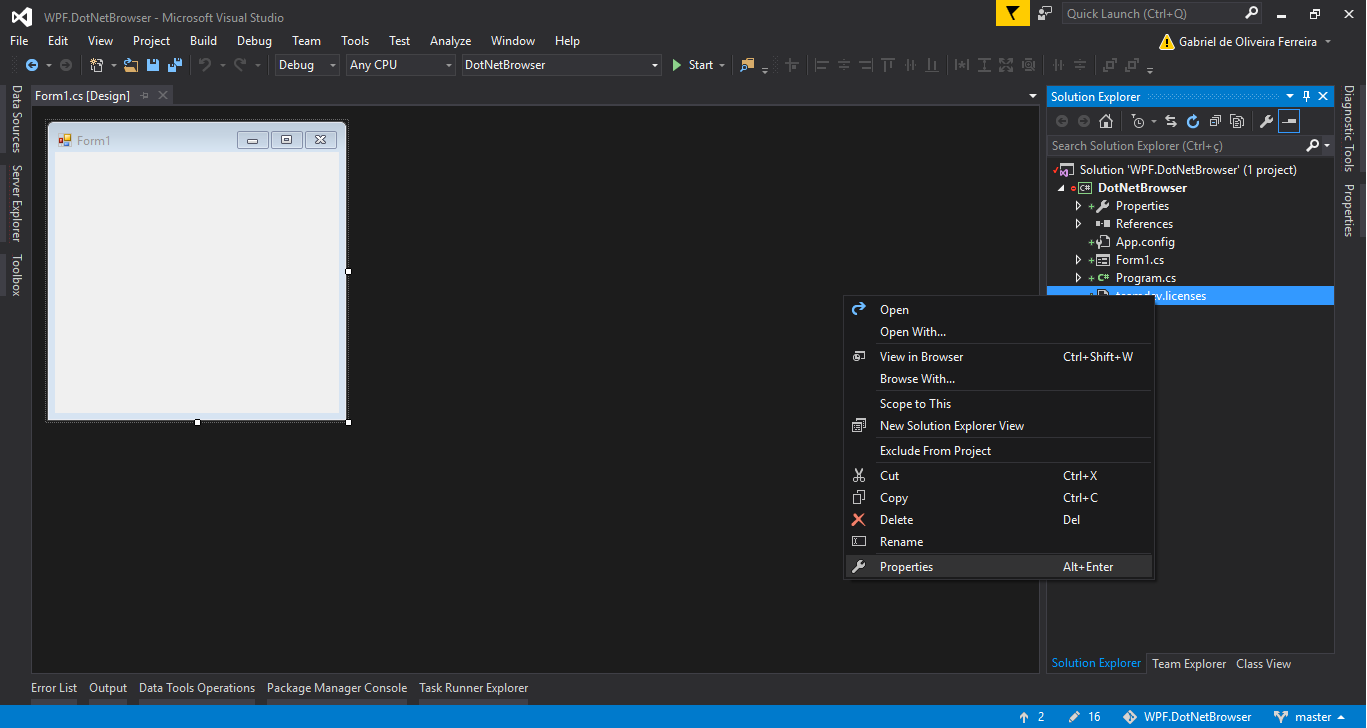 WPF.DotNetBrowser - Microsoft Visual Studio
Quick Launch (Ctrl+Q)
File Edit View Project Build Debug Team Tools Test Analyze Window Help
Gabriel de Oliveira Ferreira
Debug Any CPU DotNetBrowser Start
Data Sources
Server Explorer
Toolbox
Form1.cs [Design]
Form1
Solution Explorer
Search Solution Explorer (Ctrl+ç)
Solution 'WPF.DotNetBrowser' (1 project)
C# DotNetBrowser
Properties
References
App.config
Form1.cs
C# Program.cs
.licenses
Open
Open With...
View in Browser Ctrl+Shift+W
Browse With...
Scope to This
New Solution Explorer View
Exclude From Project
Cut Ctrl+X
Copy Ctrl+C
Delete Del
Rename
Properties Alt+Enter
Diagnostic Tools
Properties
Solution Explorer Team Explorer Class View
Error List Output Data Tools Operations Package Manager Console Task Runner Explorer
2 16 WPF.DotNetBrowser master